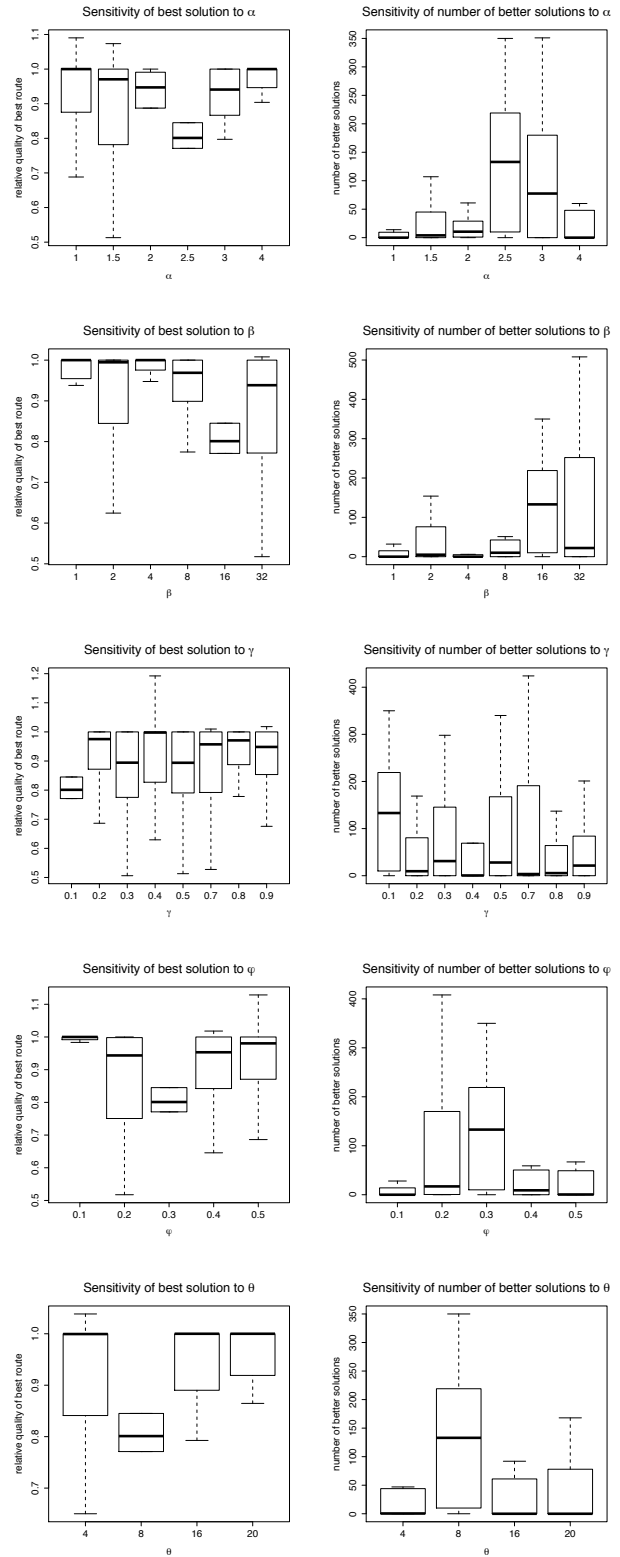 Sensitivity of best solution to α
relative quality of best route
0.5 0.6 0.7 0.8 0.9 1.0 1.1
1 1.5 2 2.5 3 4
α
Sensitivity of number of better solutions to α
number of better solutions
0 50 100 150 200 250 300 350
1 1.5 2 2.5 3 4
α
Sensitivity of best solution to β
relative quality of best route
0.5 0.6 0.7 0.8 0.9 1.0
1 2 4 8 16 32
β
Sensitivity of number of better solutions to β
number of better solutions
0 100 200 300 400 500
1 2 4 8 16 32
β
Sensitivity of best solution to γ
relative quality of best route
0.5 0.6 0.7 0.8 0.9 1.0 1.1 1.2
0.1 0.2 0.3 0.4 0.5 0.7 0.8 0.9
γ
Sensitivity of number of better solutions to γ
number of better solutions
0 100 200 300 400
0.1 0.2 0.3 0.4 0.5 0.7 0.8 0.9
γ
Sensitivity of best solution to φ
relative quality of best route
0.5 0.6 0.7 0.8 0.9 1.0 1.1
0.1 0.2 0.3 0.4 0.5
φ
Sensitivity of number of better solutions to φ
number of better solutions
0 100 200 300 400
0.1 0.2 0.3 0.4 0.5
φ
Sensitivity of best solution to θ
relative quality of best route
0.7 0.8 0.9 1.0
4 8 16 20
θ
Sensitivity of number of better solutions to θ
number of better solutions
0 50 100 150 200 250 300 350
4 8 16 20
θ